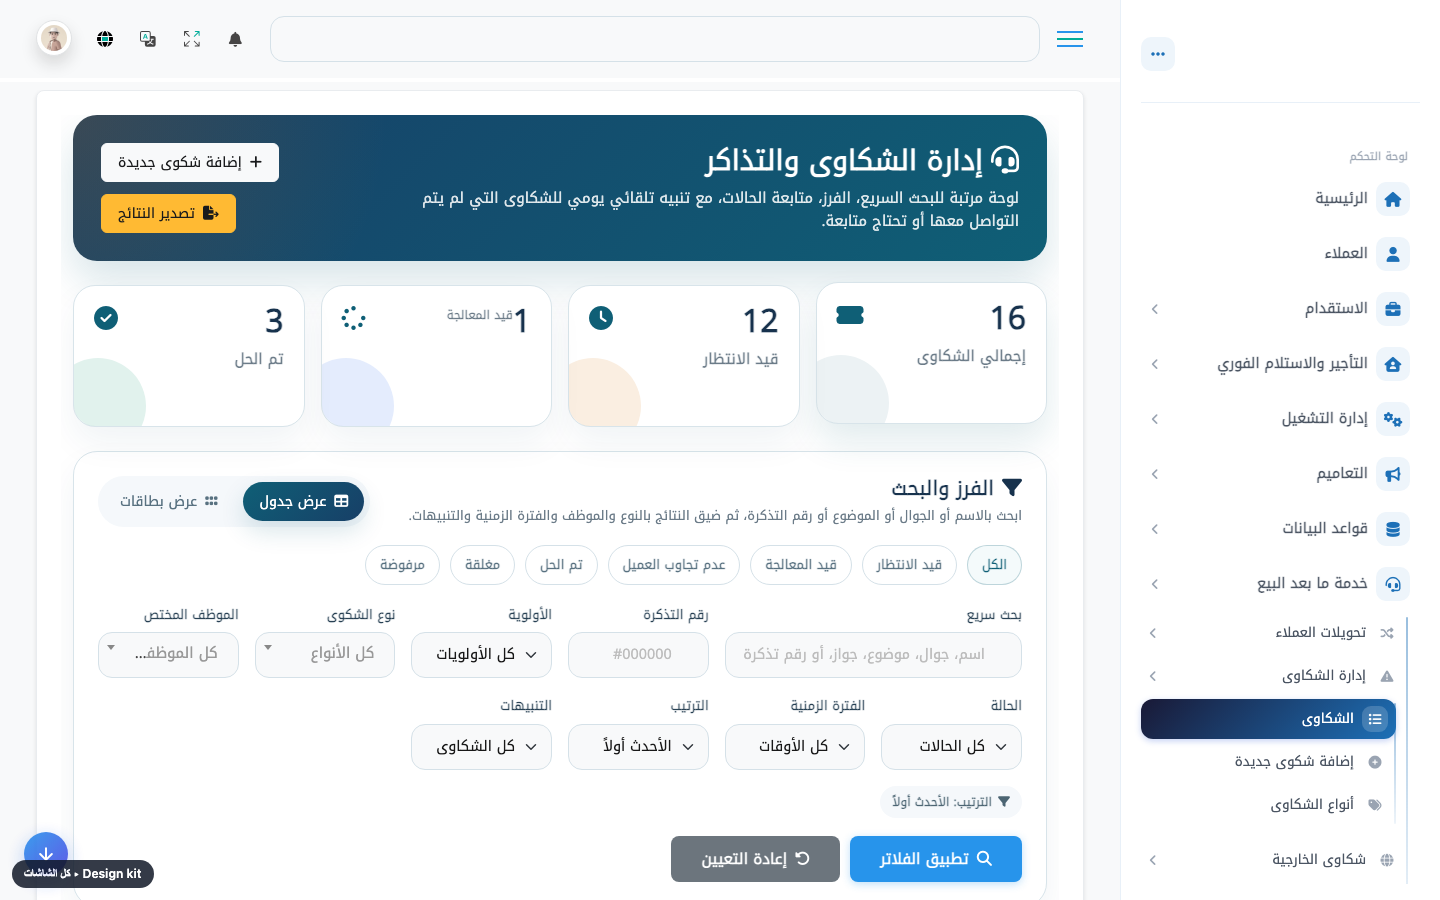 لوحة التحكم
الرئيسية
العملاء
الاستقدام
التأجير والاستلام الفوري
إدارة التشغيل
التعاميم
قواعد البيانات
خدمة ما بعد البيع
تحويلات العملاء
إدارة الشكاوى
الشكاوى
إضافة شكوى جديدة
أنواع الشكاوى
شكاوى الخارجية
إدارة الشكاوى والتذاكر
لوحة مرتبة للبحث السريع، الفرز، متابعة الحالات، مع تنبيه تلقائي يومي للشكاوى التي لم يتم
التواصل معها أو تحتاج متابعة.
إضافة شكوى جديدة
تصدير النتائج
16
إجمالي الشكاوى
12
قيد الانتظار
1 قيد المعالجة
3
تم الحل
الفرز والبحث
ابحث بالاسم أو الجوال أو الموضوع أو رقم التذكرة، ثم ضيق النتائج بالنوع والموظف والفترة الزمنية والتنبيهات.
عرض جدول
عرض بطاقات
الكل
قيد الانتظار
قيد المعالجة
عدم تجاوب العميل
تم الحل
مغلقة
مرفوضة
بحث سريع
رقم التذكرة
الأولوية
نوع الشكوى
الموظف المختص
اسم، جوال، موضوع، جواز، أو رقم تذكرة
#000000
كل الأولويات
كل الأنواع
كل الموظفـ...
الحالة
الفترة الزمنية
الترتيب
التنبيهات
كل الحالات
كل الأوقات
الأحدث أولاً
كل الشكاوى
الترتيب: الأحدث أولاً
تطبيق الفلاتر
إعادة التعيين
Design kit ▸ كل الشاشات